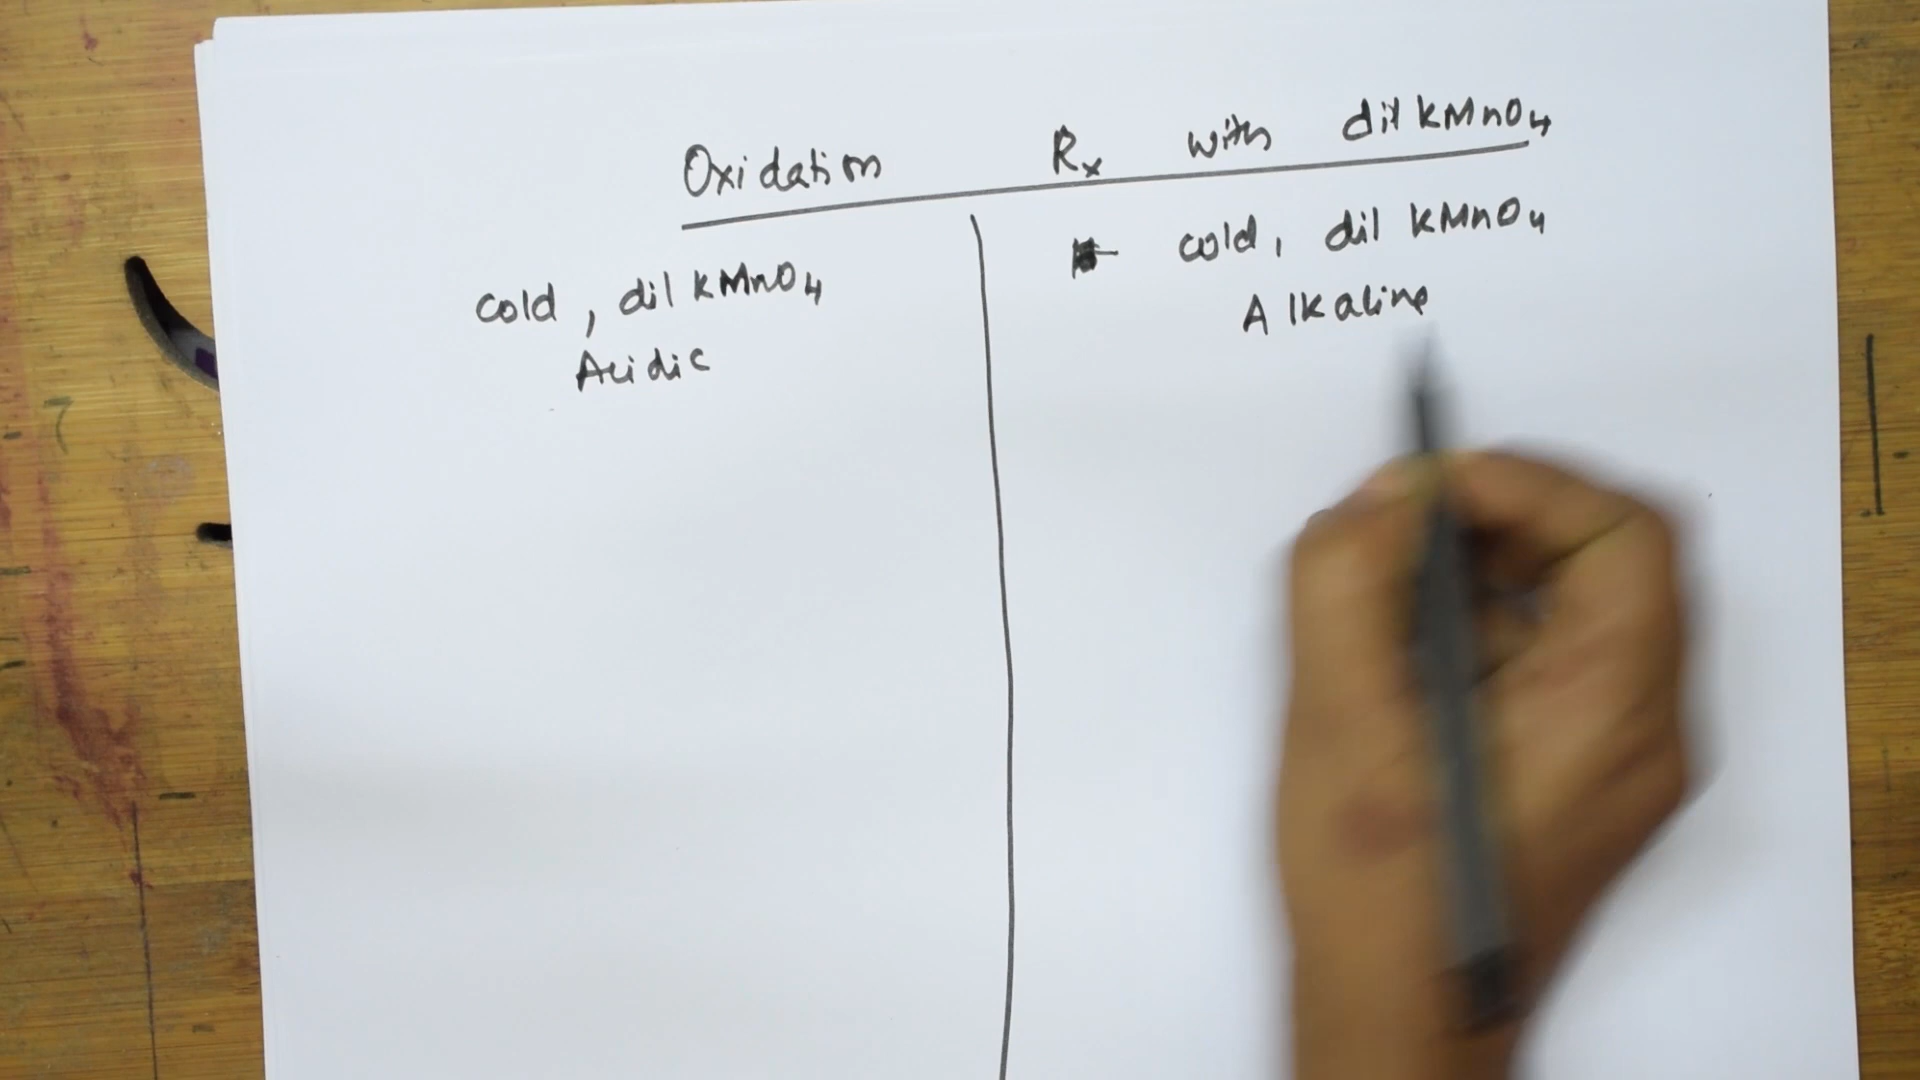 Oxidation Rx with dil KMnO4
cold, dil KMnO4
Acidic
cold, dil KMnO4
Alkaline